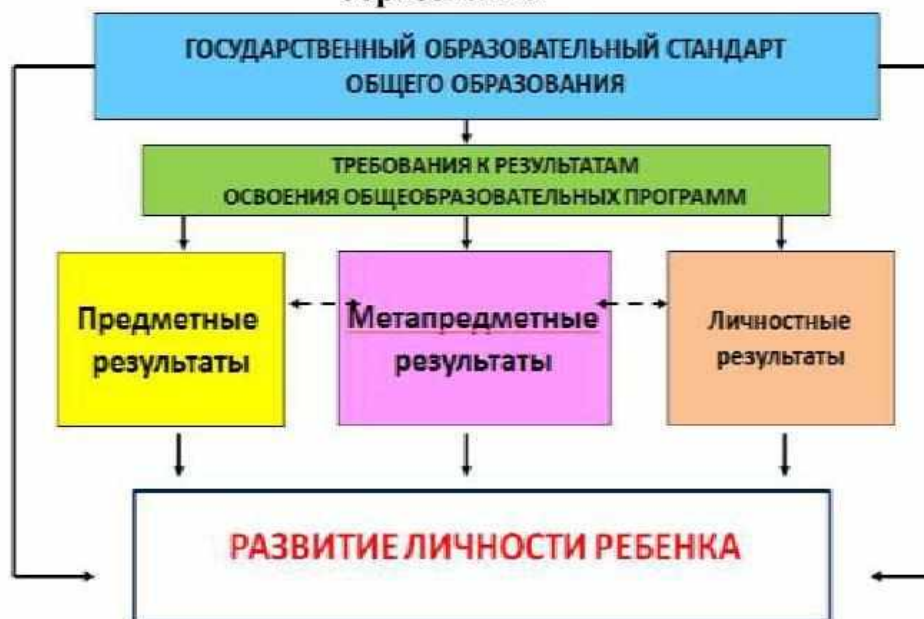 ГОСУДАРСТВЕННЫЙ ОБРАЗОВАТЕЛЬНЫЙ СТАНДАРТ
ОБЩЕГО ОБРАЗОВАНИЯ
ТРЕБОВАНИЯ К РЕЗУЛЬТАТАМ
ОСВОЕНИЯ ОБЩЕОБРАЗОВАТЕЛЬНЫХ ПРОГРАММ
Предметные
результаты
Метапредметные
результаты
Личностные
результаты
РАЗВИТИЕ ЛИЧНОСТИ РЕБЕНКА